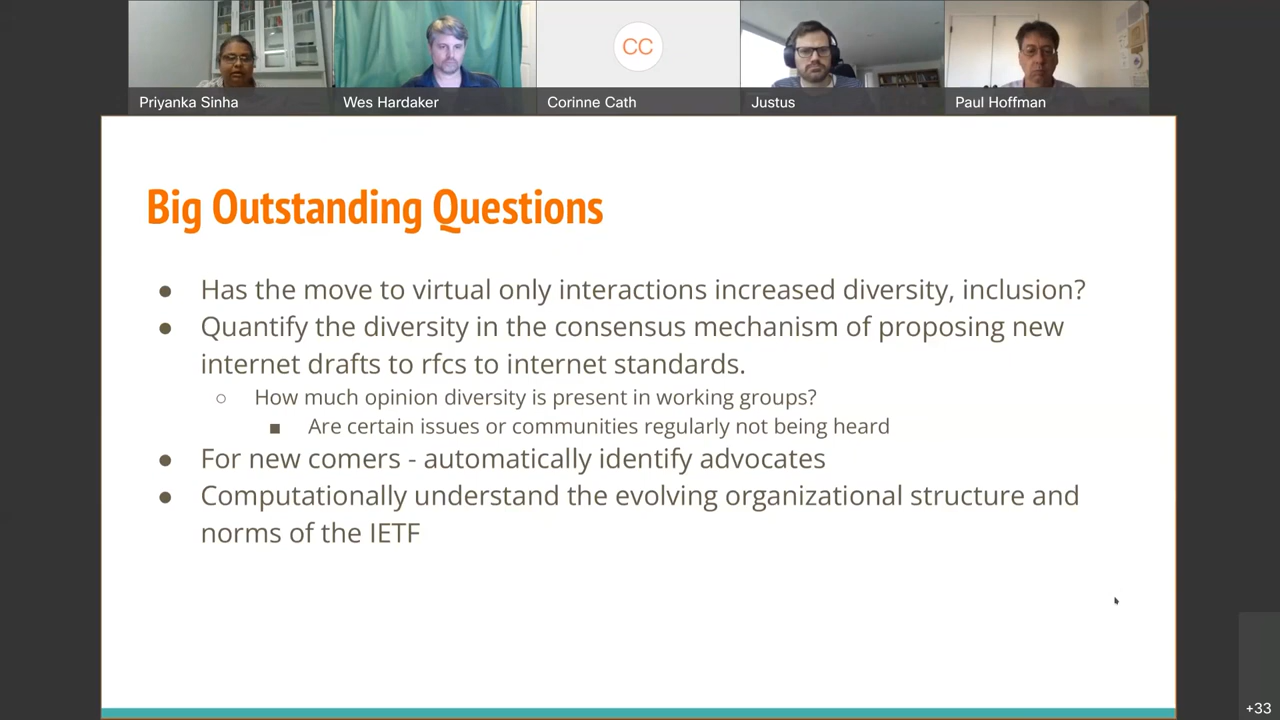 CC
Priyanka Sinha
Wes Hardaker
Corinne Cath
Justus
Paul Hoffman
Big Outstanding Questions
● Has the move to virtual only interactions increased diversity, inclusion?
● Quantify the diversity in the consensus mechanism of proposing new
internet drafts to rfcs to internet standards.
○ How much opinion diversity is present in working groups?
■ Are certain issues or communities regularly not being heard
● For new comers - automatically identify advocates
● Computationally understand the evolving organizational structure and
norms of the IETF
+33